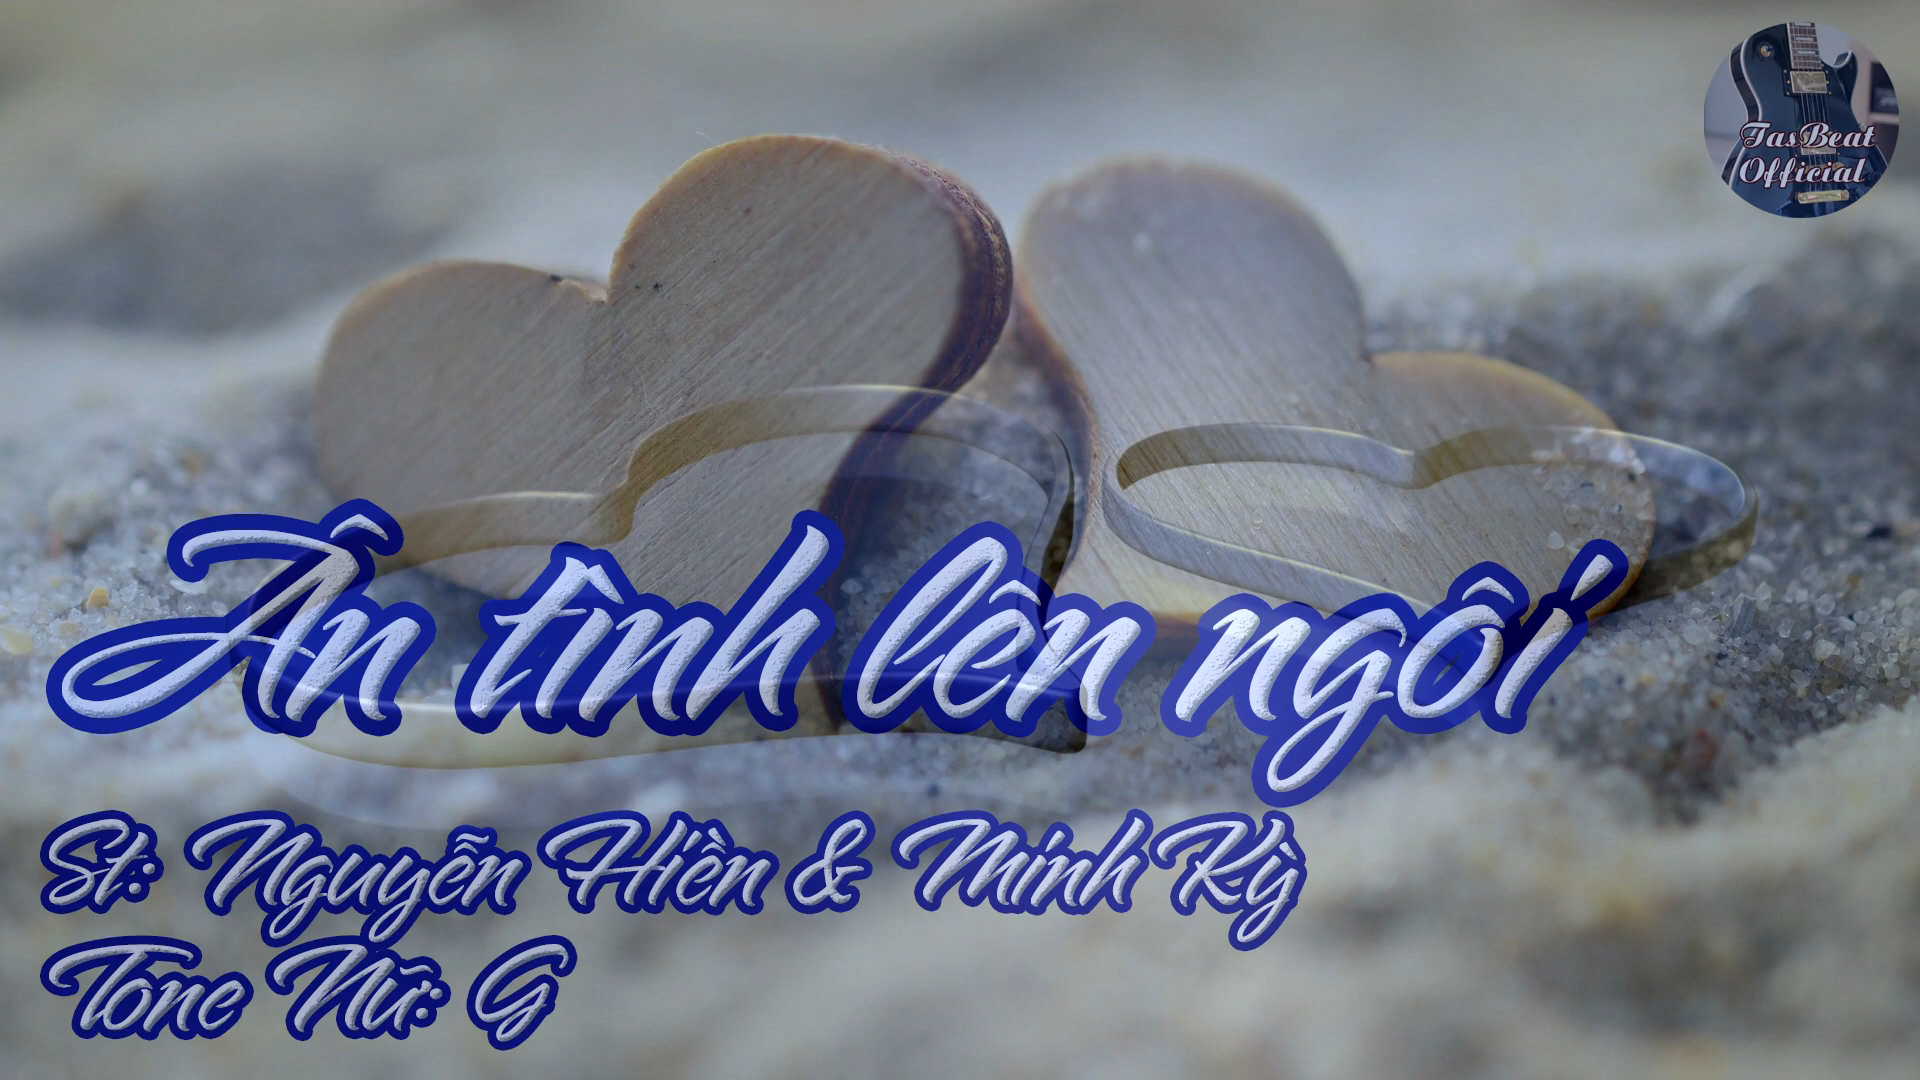 TasBeat
Official
Ân tình lên ngôi
St: Nguyễn Hiền & Minh Kỳ
Tone Nữ: G